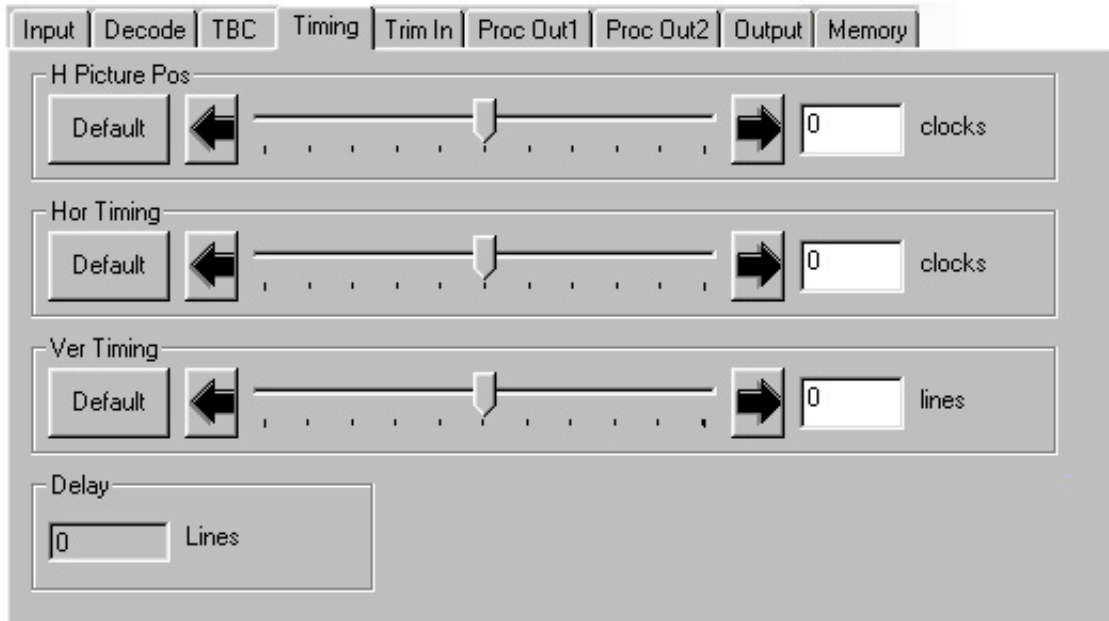 Input Decode TBC Timing Trim In Proc Out1 Proc Out2 Output Memory
H Picture Pos
Default 0 clocks
Hor Timing
Default 0 clocks
Ver Timing
Default 0 lines
Delay
0 Lines